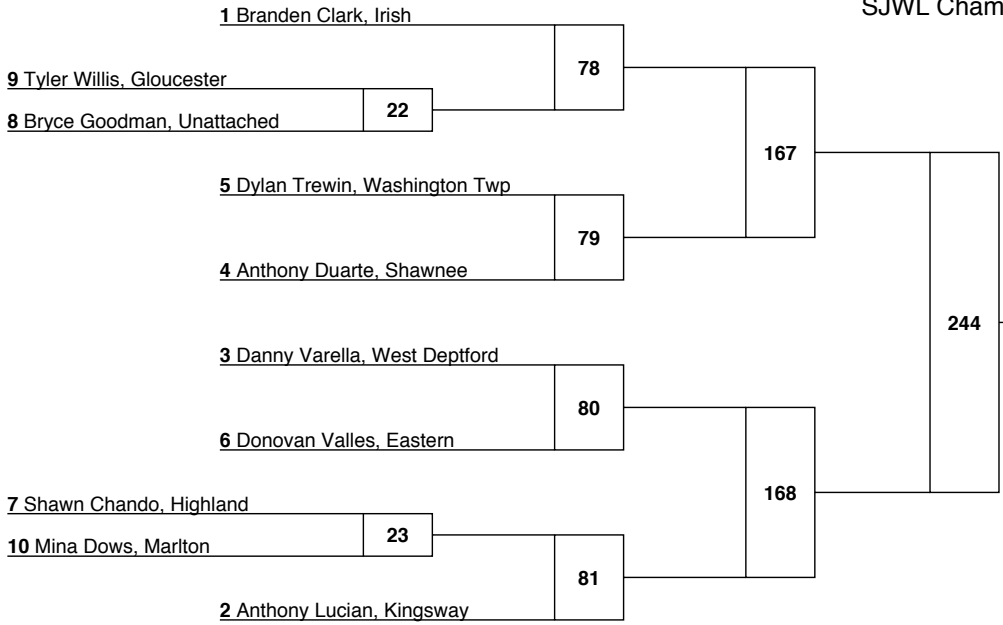 SJWL Cham
1 Branden Clark, Irish
78
9 Tyler Willis, Gloucester
22
8 Bryce Goodman, Unattached
167
5 Dylan Trewin, Washington Twp
79
4 Anthony Duarte, Shawnee
244
3 Danny Varella, West Deptford
80
6 Donovan Valles, Eastern
168
7 Shawn Chando, Highland
23
10 Mina Dows, Marlton
81
2 Anthony Lucian, Kingsway